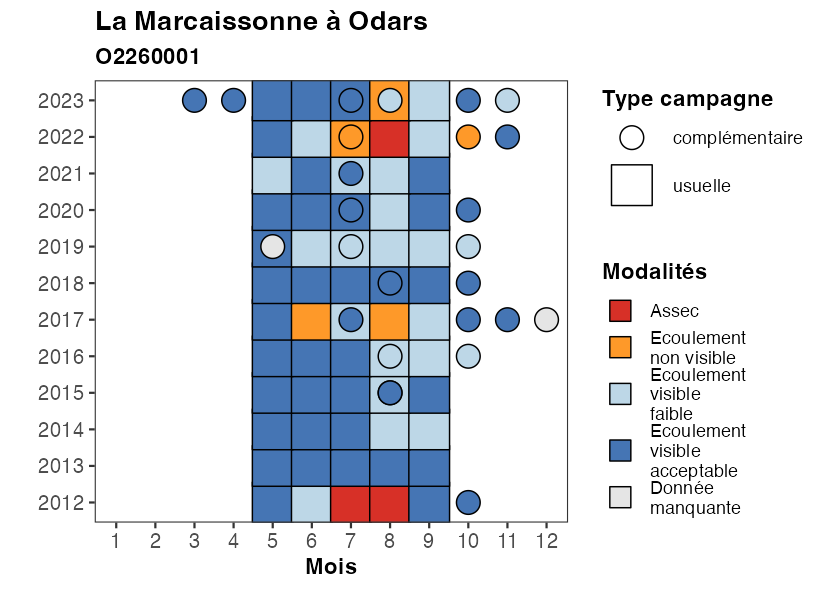 La Marcaissonne à Odars
O2260001
2023
2022
2021
2020
2019
2018
2017
2016
2015
2014
2013
2012
1 2 3 4 5 6 7 8 9 10 11 12
Mois
Type campagne
complémentaire
usuelle
Modalités
Assec
Ecoulement
non visible
Ecoulement
visible
faible
Ecoulement
visible
acceptable
Donnée
manquante